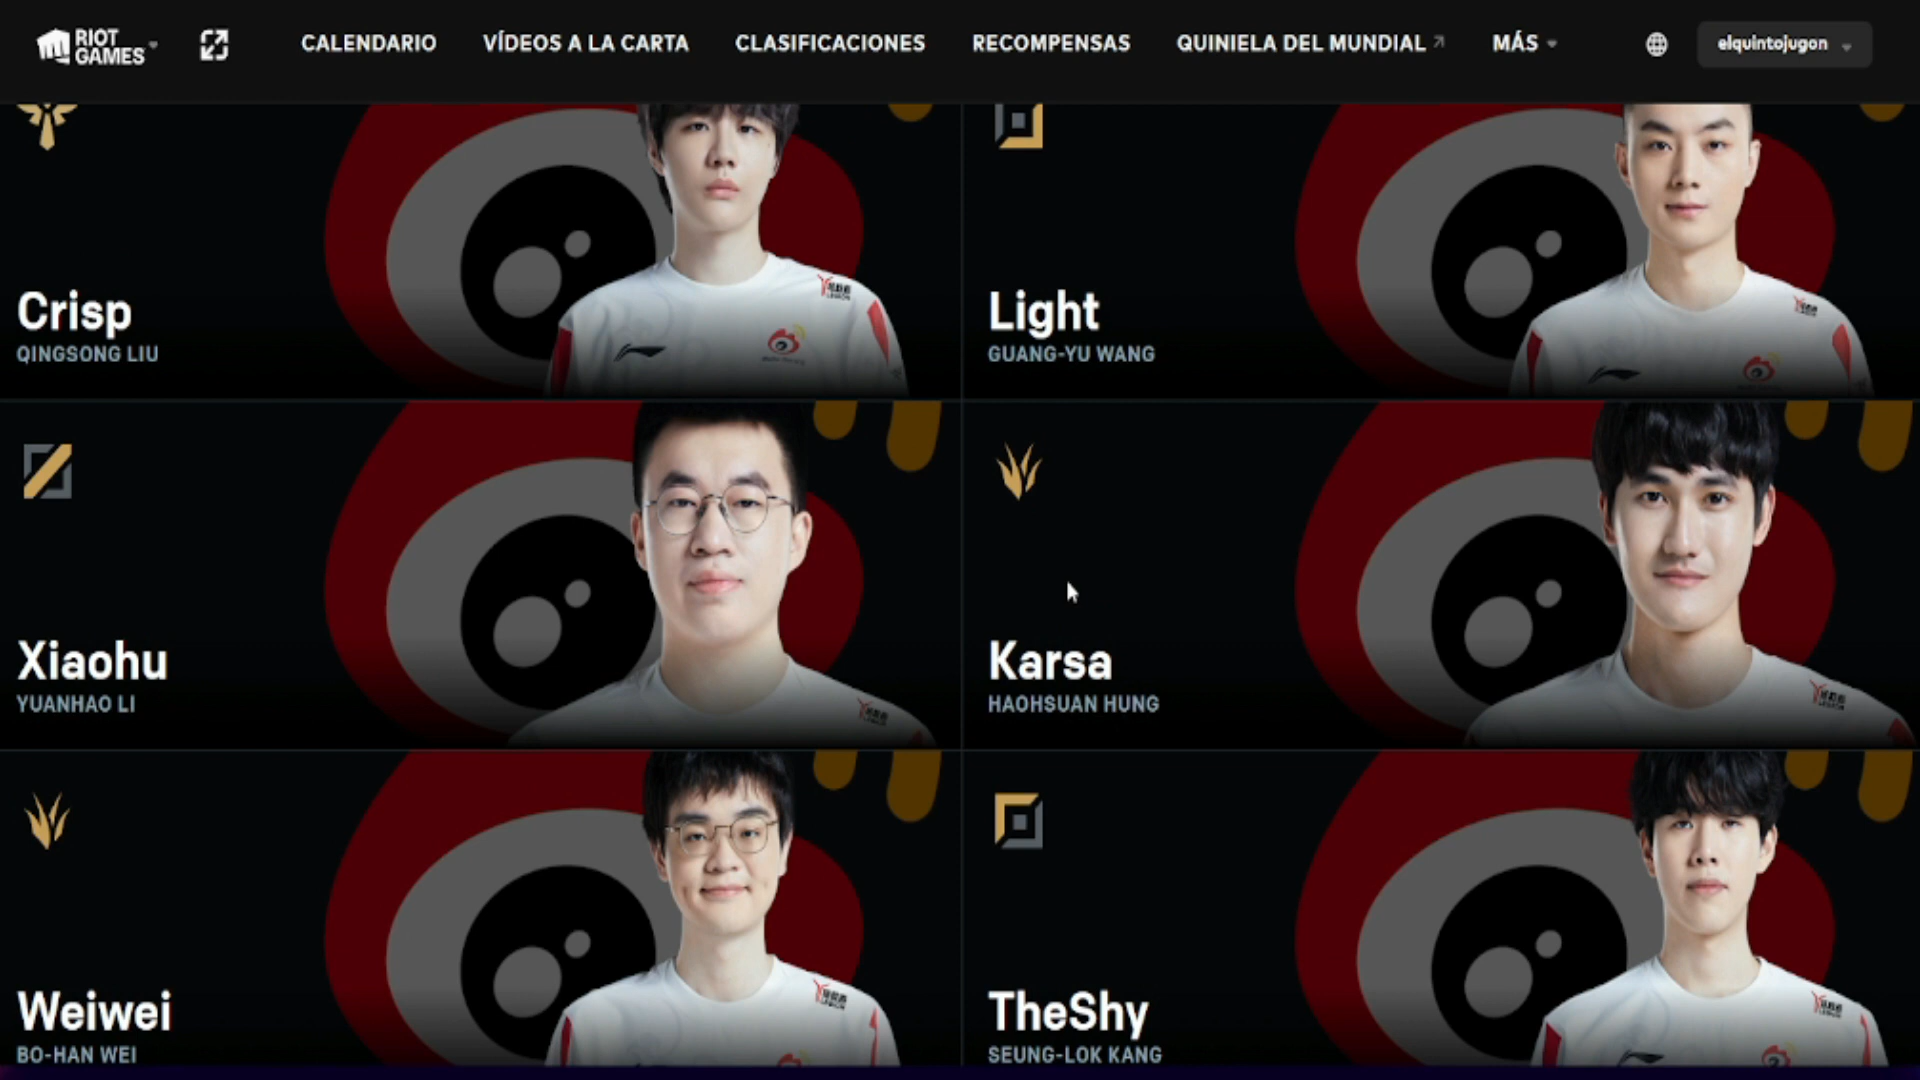 RIOT
GAMES
CALENDARIO
VÍDEOS A LA CARTA
CLASIFICACIONES
RECOMPENSAS
QUINIELA DEL MUNDIAL
MÁS
elquintojugon
Crisp
QINGSONG LIU
Light
GUANG-YU WANG
Xiaohu
YUANHAO LI
Karsa
HAOHSUAN HUNG
Weiwei
BO-HAN WEI
TheShy
SEUNG-LOK KANG